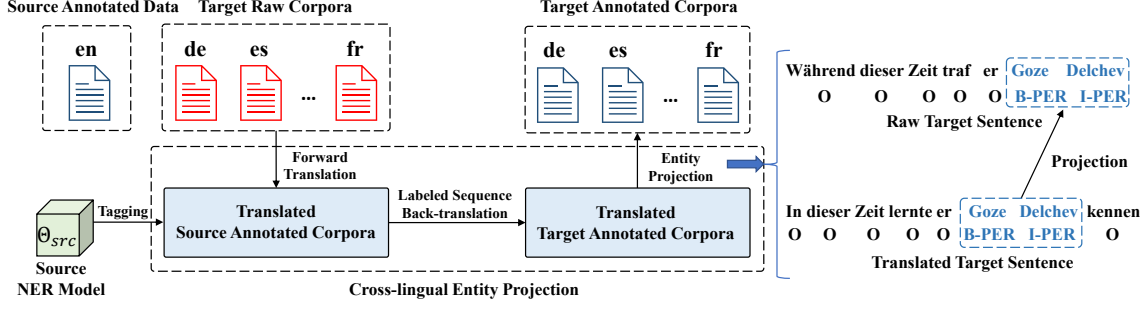 Source Annotated Data
Target Raw Corpora
Target Annotated Corpora
en
de es fr
...
de es fr
...
Forward
Translation
Entity
Projection
Tagging
Translated
Source Annotated Corpora
Labeled Sequence
Back-translation
Translated
Target Annotated Corpora
Θsrc
Source
NER Model
Cross-lingual Entity Projection
Während dieser Zeit traf er Goze Delchev
O O O O O B-PER I-PER
Raw Target Sentence
Projection
In dieser Zeit lernte er Goze Delchev kennen
O O O O O B-PER I-PER O
Translated Target Sentence